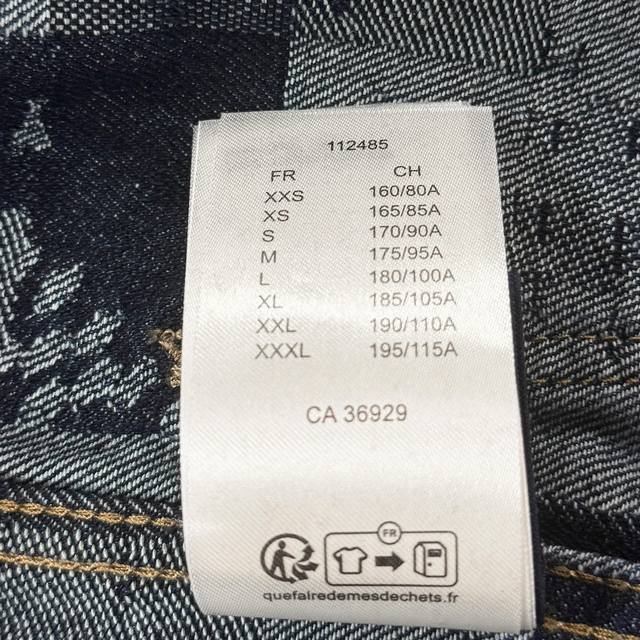 112485
FR CH
XXS 160/80A
XS 165/85A
S 170/90A
M 175/95A
L 180/100A
XL 185/105A
XXL 190/110A
XXXL 195/115A
CA 36929
FR
quefairedemesdechets.fr